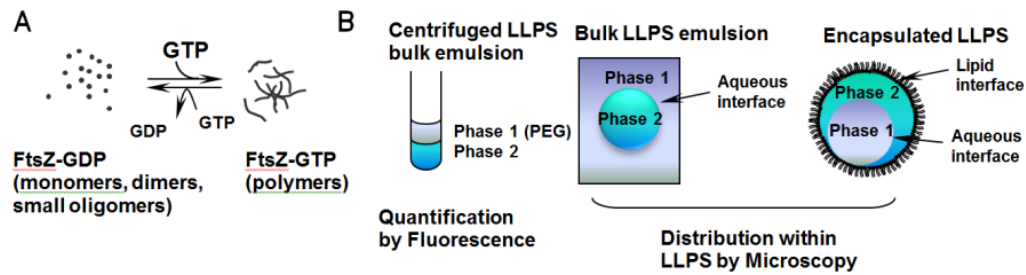 A
GTP
GDP
GTP
FtsZ-GDP
(monomers, dimers,
small oligomers)
FtsZ-GTP
(polymers)
B
Centrifuged LLPS
bulk emulsion
Phase 1 (PEG)
Phase 2
Quantification
by Fluorescence
Bulk LLPS emulsion
Phase 1
Phase 2
Aqueous
interface
Encapsulated LLPS
Phase 2
Phase 1
Lipid
interface
Aqueous
interface
Distribution within
LLPS by Microscopy